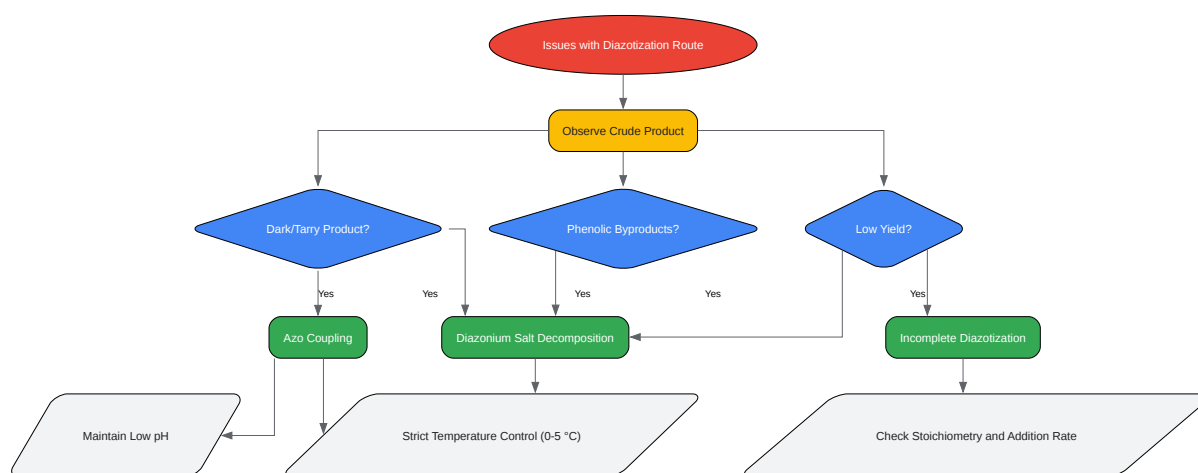 Issues with Diazotization Route
Observe Crude Product
Dark/Tarry Product?
Phenolic Byproducts?
Low Yield?
Yes
Yes
Yes
Yes
Yes
Azo Coupling
Diazonium Salt Decomposition
Incomplete Diazotization
Maintain Low pH
Strict Temperature Control (0-5 °C)
Check Stoichiometry and Addition Rate